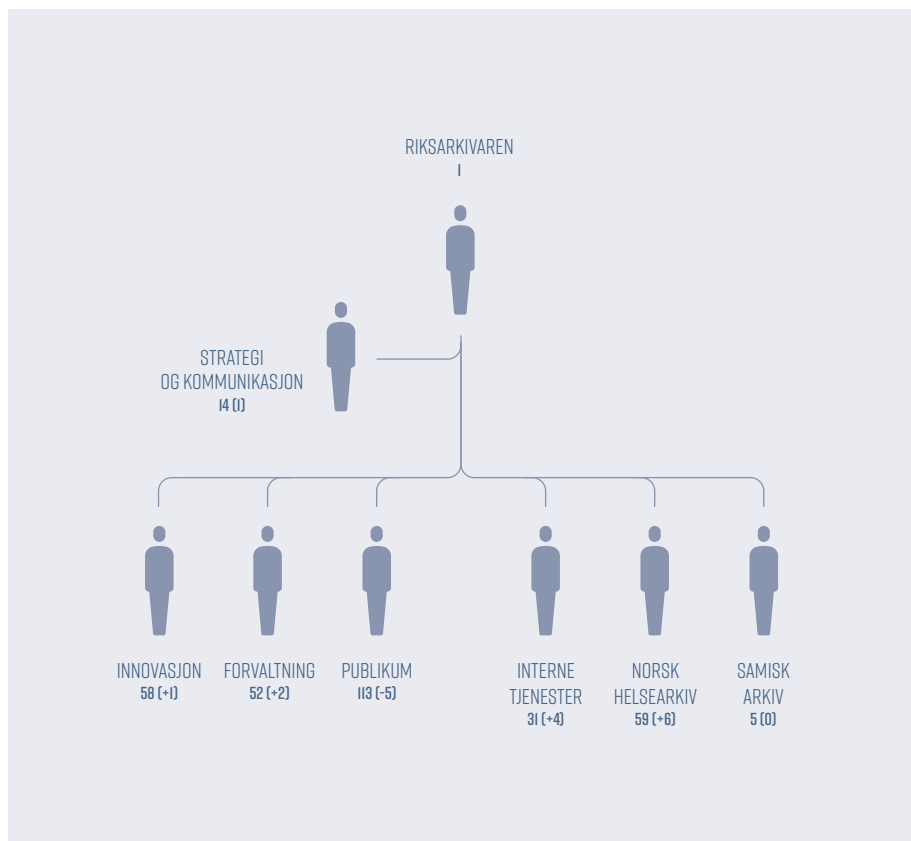 RIKSARKIVAREN
1
STRATEGI
OG KOMMUNIKASJON
14 (1)
INNOVASJON
58 (+1)
FORVALTNING
52 (+2)
PUBLIKUM
113 (-5)
INTERNE
TJENESTER
31 (+4)
NORSK
HELSEARKIV
59 (+6)
SAMISK
ARKIV
5 (0)